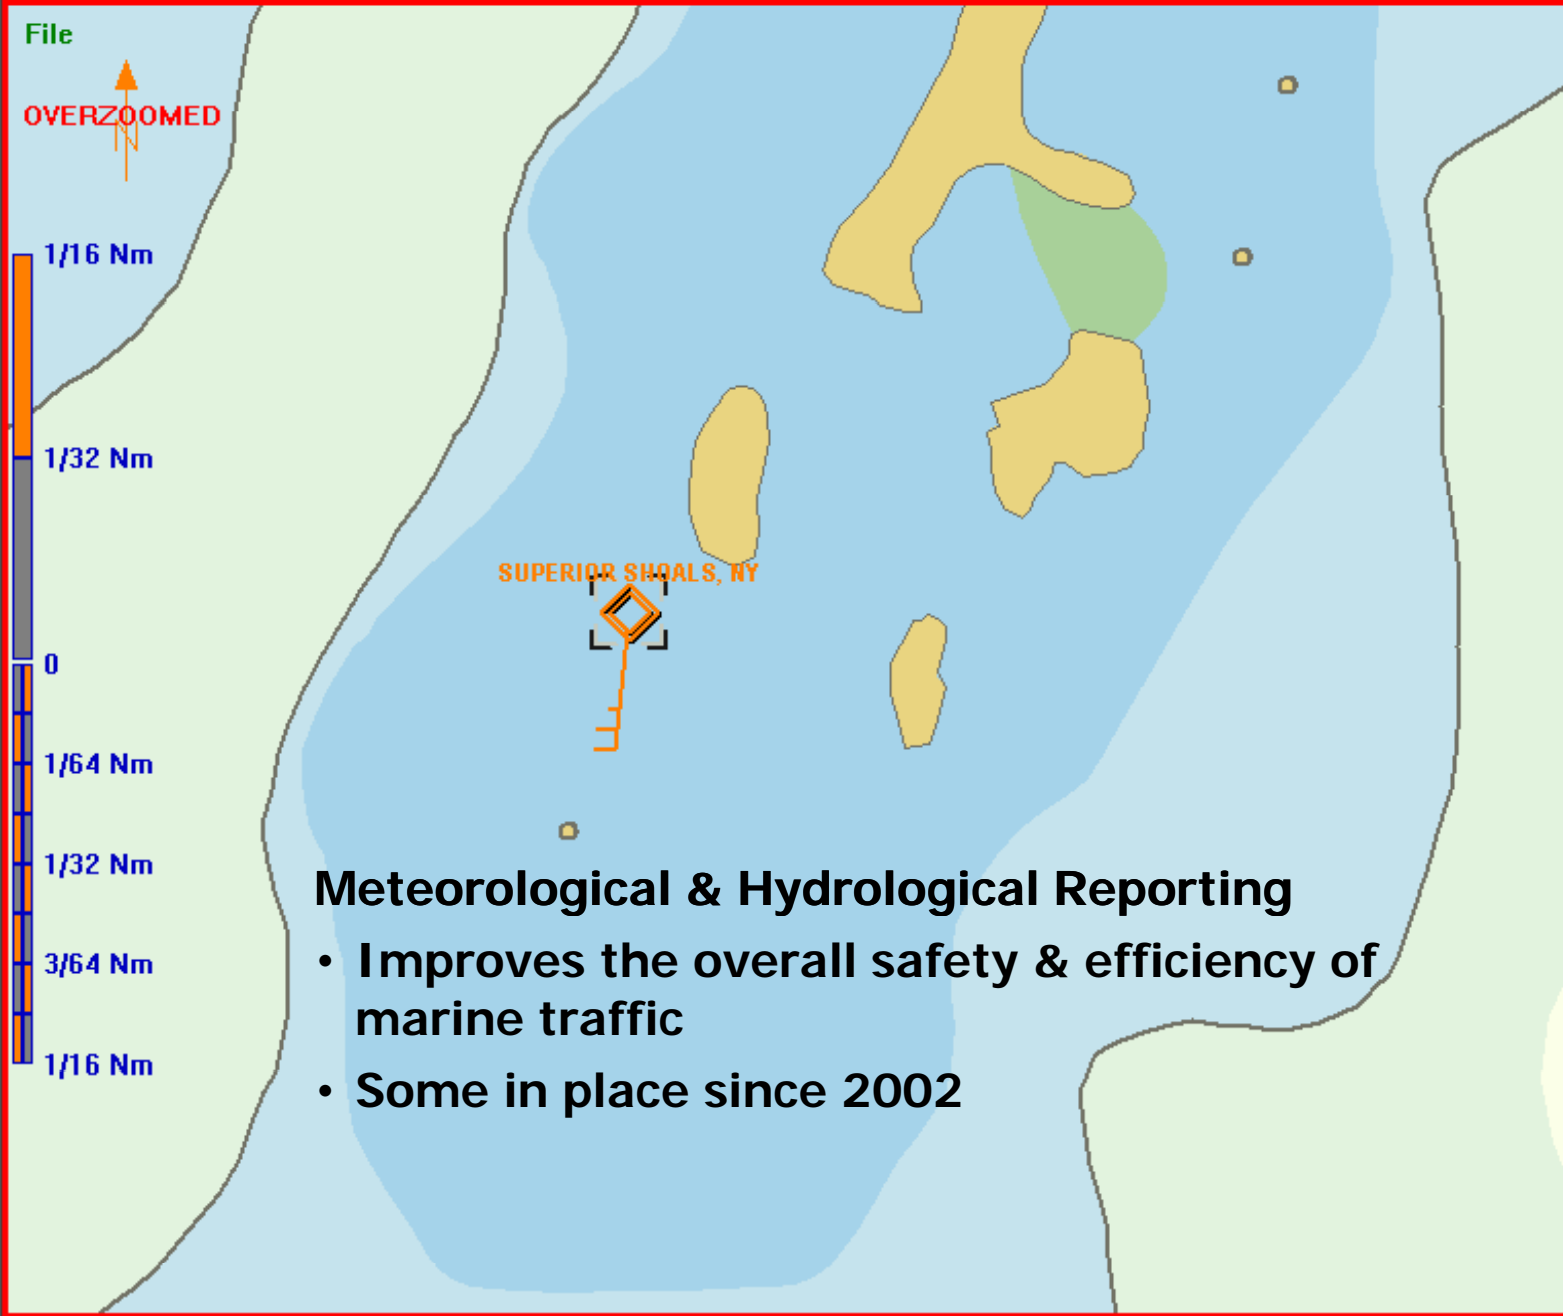 File
OVERZOOMED
N
1/16 Nm
1/32 Nm
0
1/64 Nm
1/32 Nm
3/64 Nm
1/16 Nm
SUPERIOR SHOALS, NY
Meteorological & Hydrological Reporting
• Improves the overall safety & efficiency of
marine traffic
• Some in place since 2002